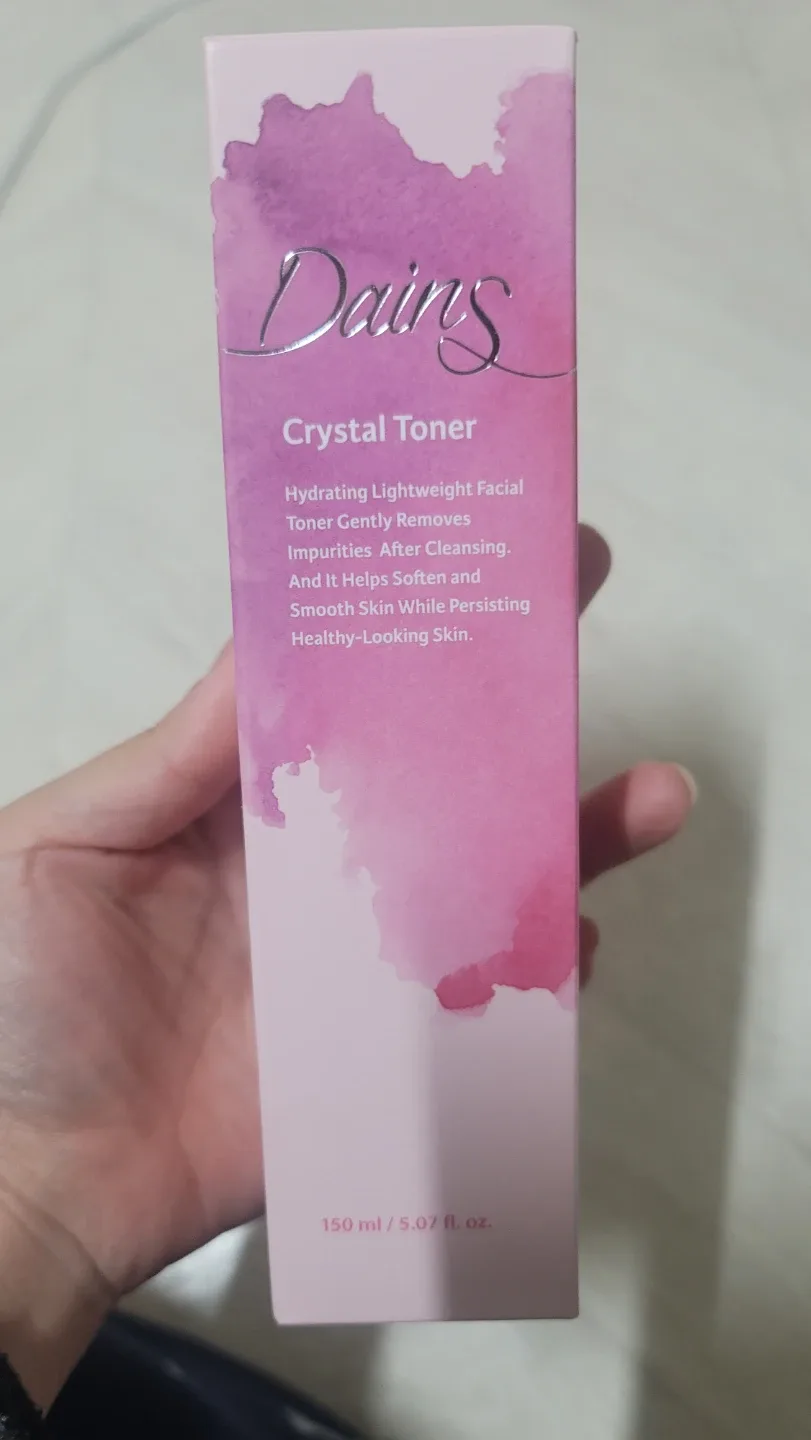 Dains
Crystal Toner
Hydrating Lightweight Facial
Toner Gently Removes
Impurities After Cleansing.
And It Helps Soften and
Smooth Skin While Persisting
Healthy-Looking Skin.
150 ml / 5.07 fl. oz.